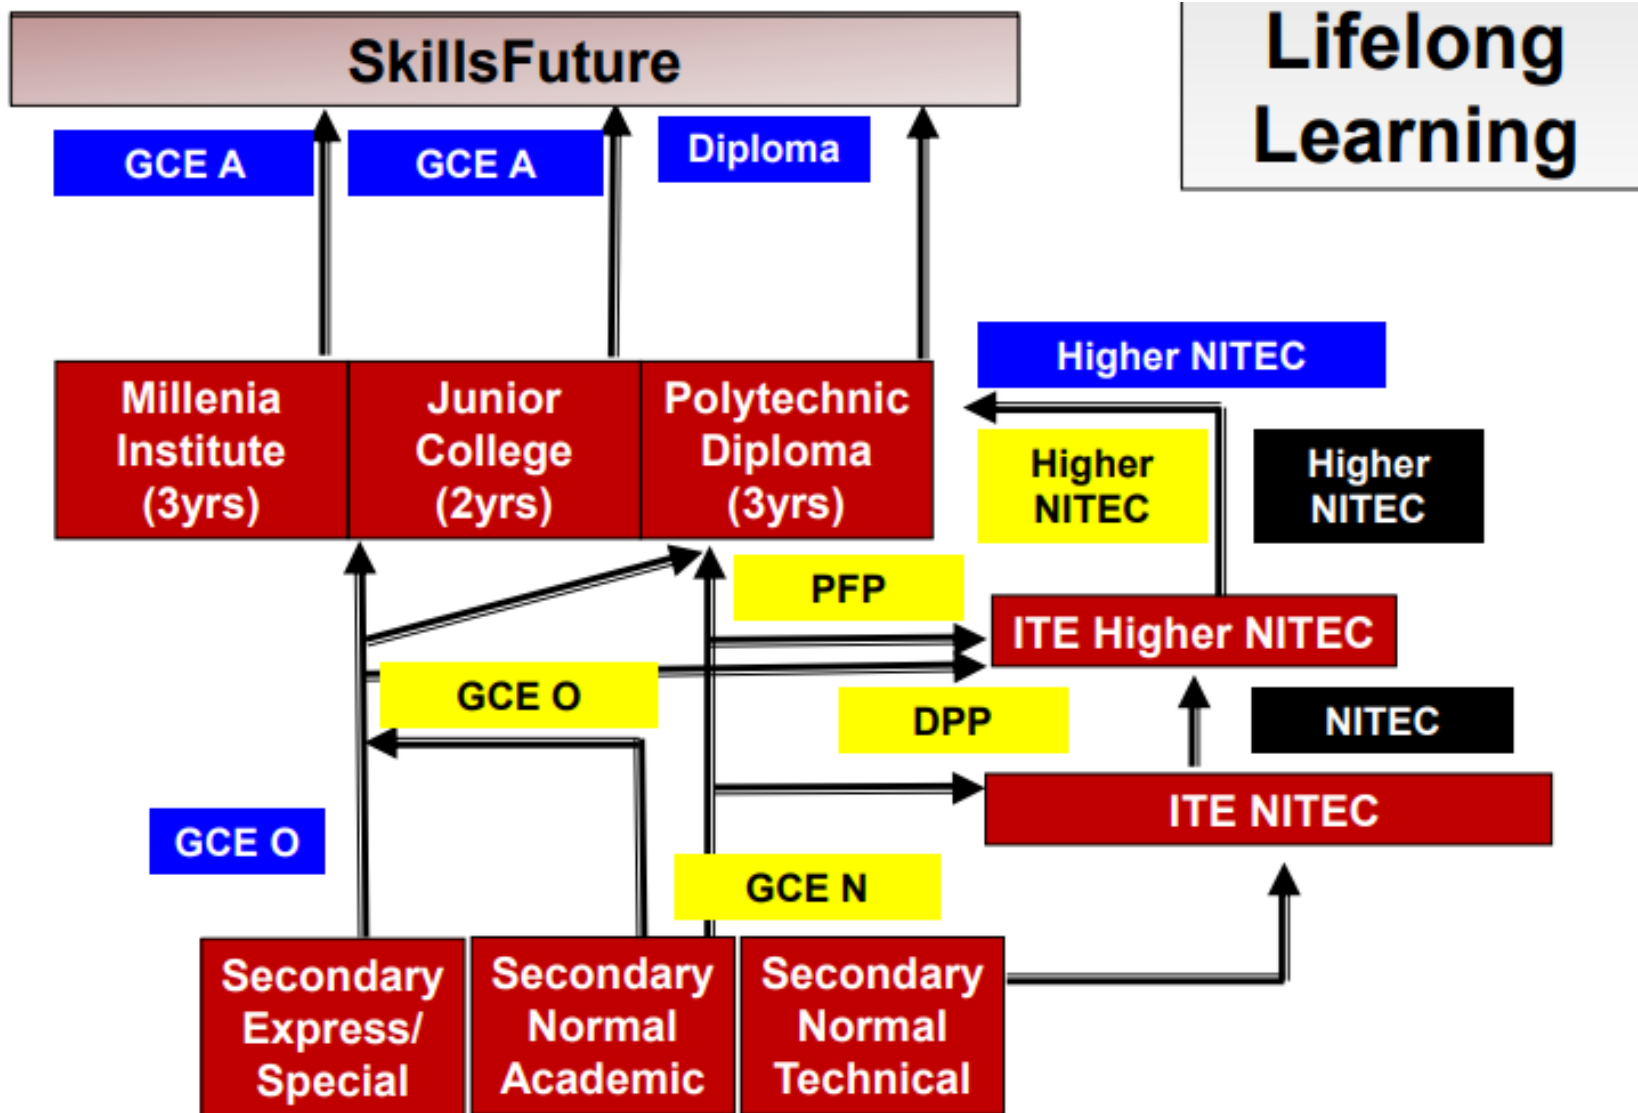 SkillsFuture
Lifelong
Learning
GCE A
GCE A
Diploma
Higher NITEC
Millenia
Institute
(3yrs)
Junior
College
(2yrs)
Polytechnic
Diploma
(3yrs)
Higher
NITEC
Higher
NITEC
PFP
ITE Higher NITEC
GCE O
DPP
NITEC
ITE NITEC
GCE O
GCE N
Secondary
Express/
Special
Secondary
Normal
Academic
Secondary
Normal
Technical